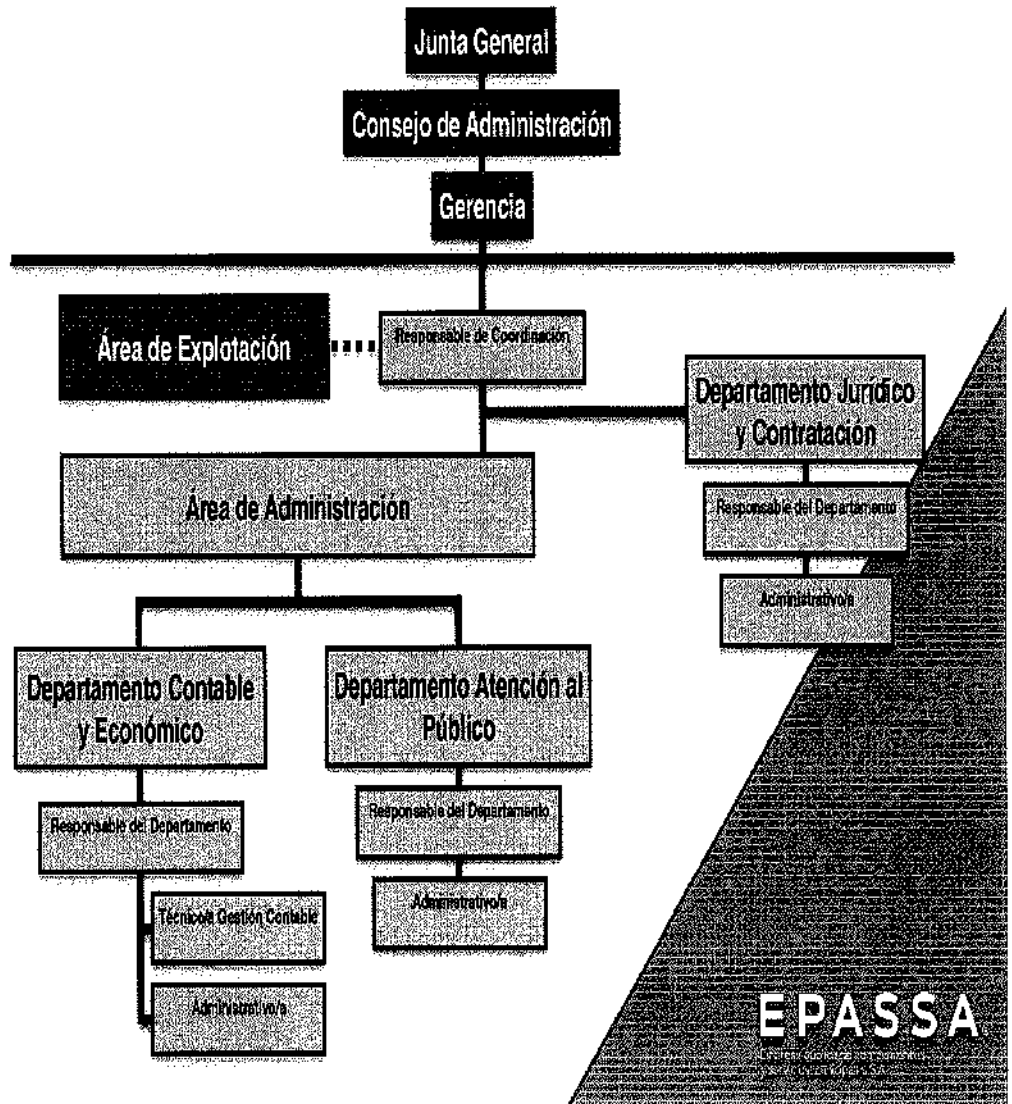 Junta General
Consejo de Administración
Gerencia
Área de Explotación
Responsable de Coordinación
Departamento Jurídico
y Contratación
Responsable del Departamento
Administrativo/a
Área de Administración
Departamento Contable
y Económico
Responsable del Departamento
Técnico/a Gestión Contable
Administrativo/a
Departamento Atención al
Público
Responsable del Departamento
Administrativo/a
EPASSA